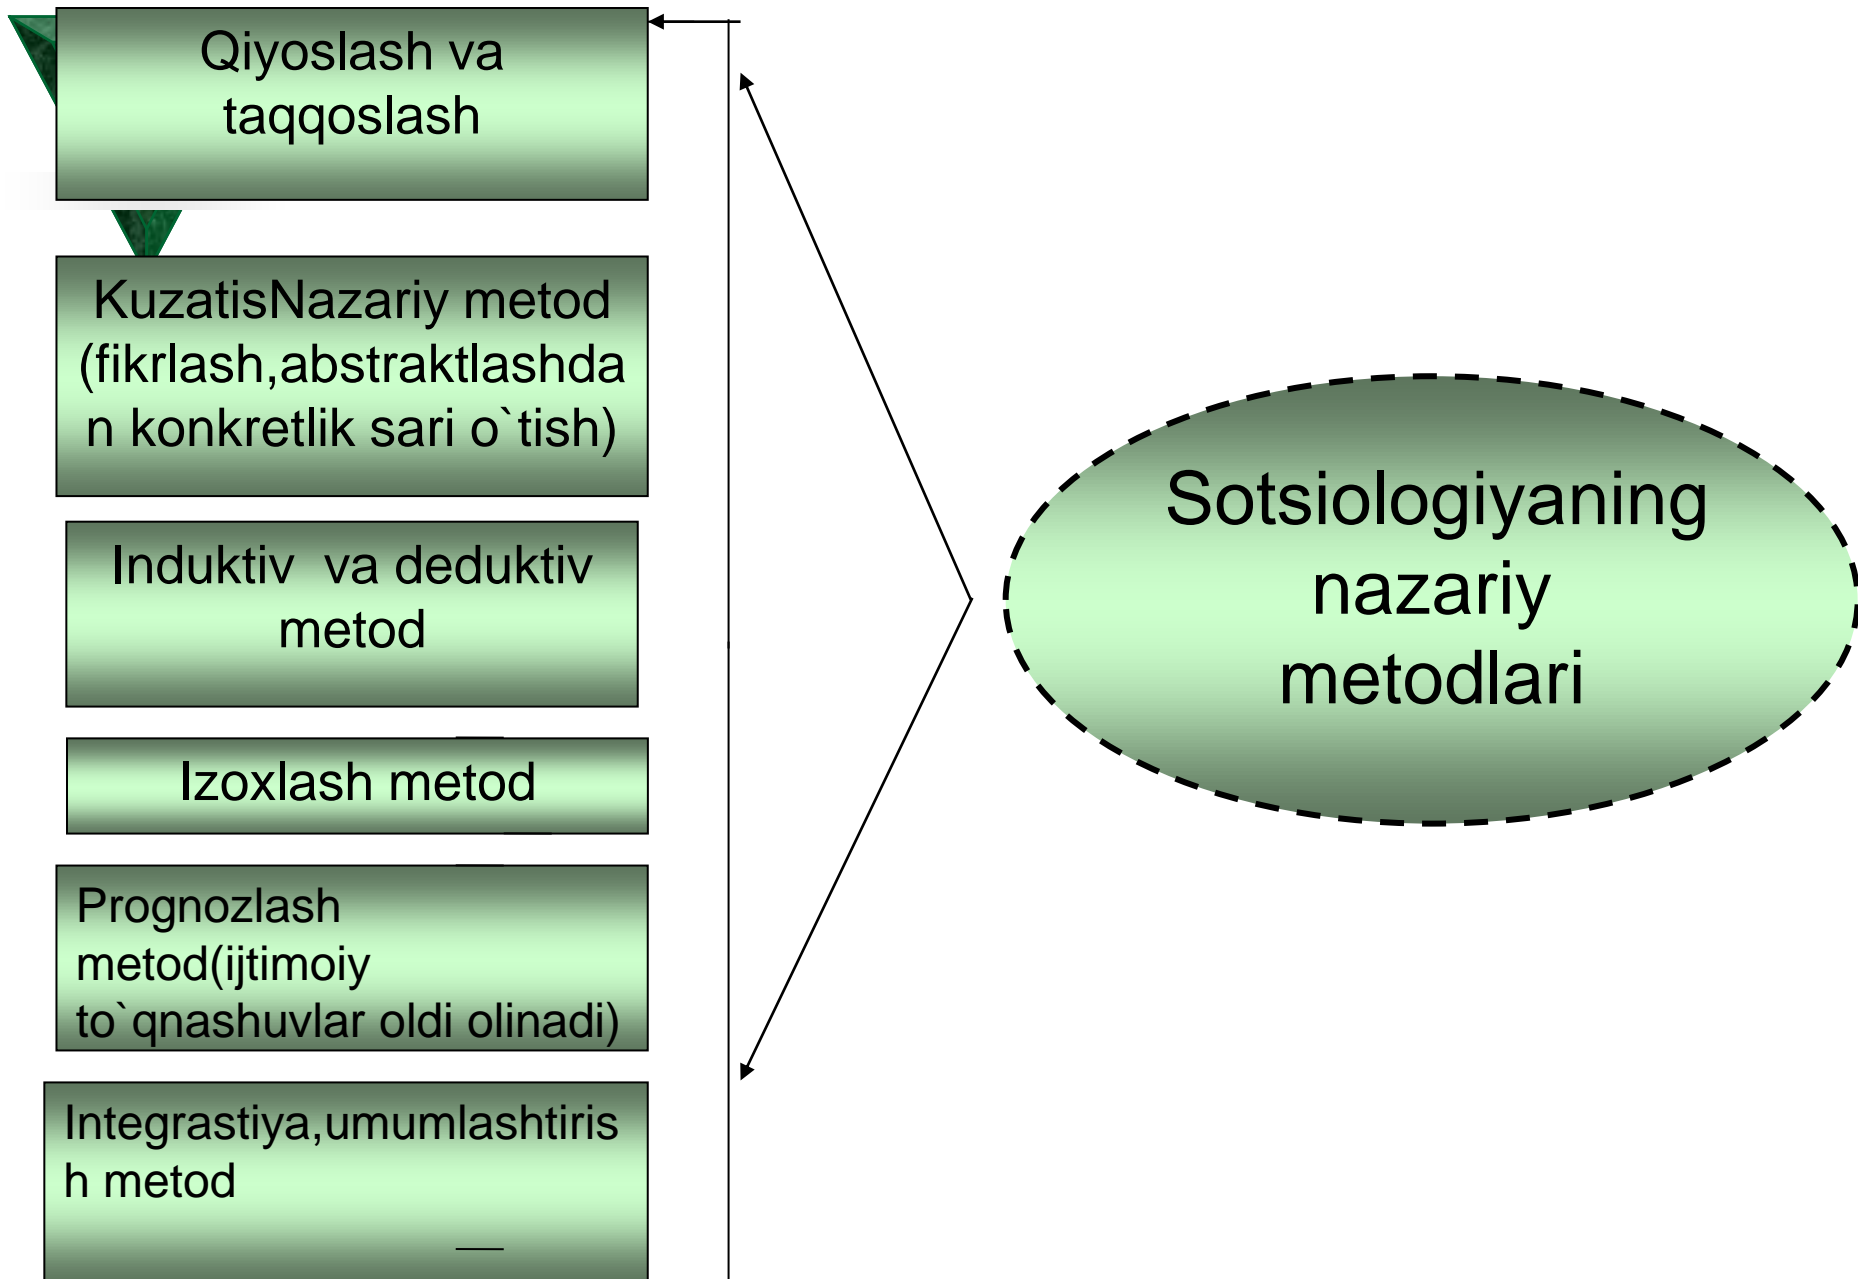 Qiyoslash va
taqqoslash
KuzatisNazariy metod
(fikrlash,abstraktlashda
n konkretlik sari o`tish)
Induktiv va deduktiv
metod
Izoxlash metod
Prognozlash
metod(ijtimoiy
to`qnashuvlar oldi olinadi)
Integrastiya,umumlashtiris
h metod
Sotsiologiyaning
nazariy
metodlari